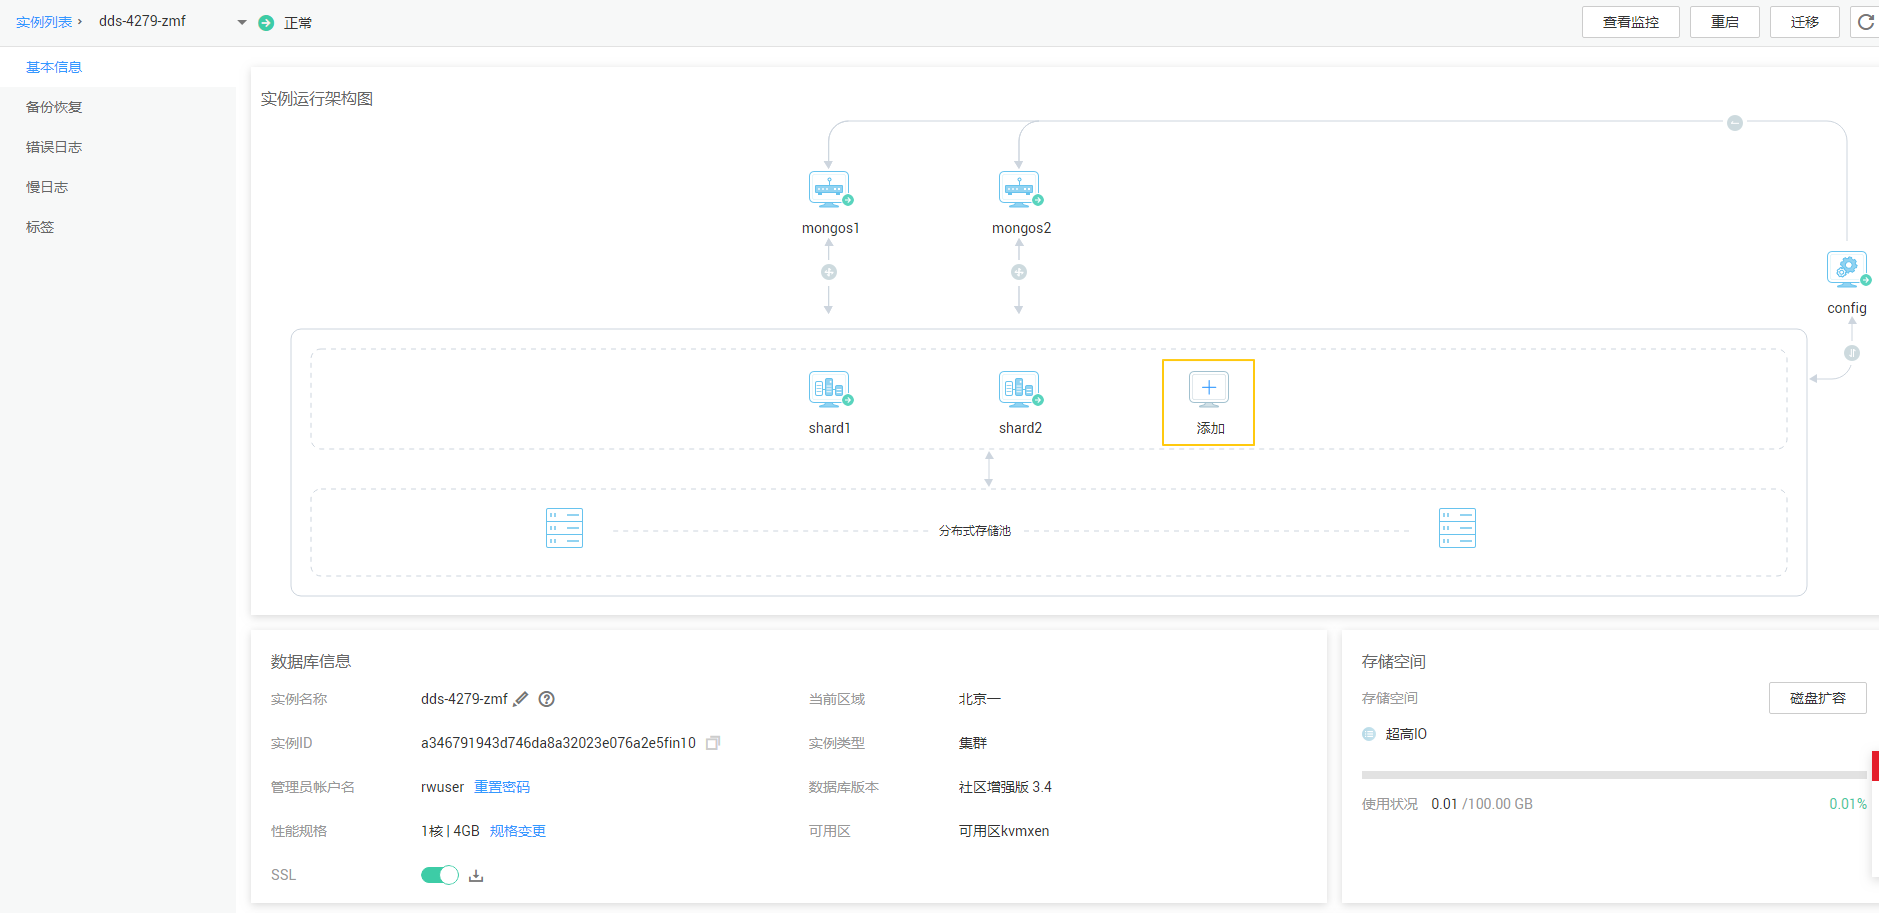 实例列表 › dds-4279-zmf 正常 查看监控 重启 迁移
基本信息
备份恢复
错误日志
慢日志
标签
实例运行架构图
mongos1 mongos2
config
shard1 shard2 添加
分布式存储池
数据库信息
实例名称 dds-4279-zmf 当前区域 北京一
实例ID a346791943d746da8a32023e076a2e5fin10 实例类型 集群
管理员帐户名 rwuser 重置密码 数据库版本 社区增强版 3.4
性能规格 1核 | 4GB 规格变更 可用区 可用区kvmxen
SSL
存储空间
存储空间 磁盘扩容
超高IO
使用状况 0.01 /100.00 GB 0.01%